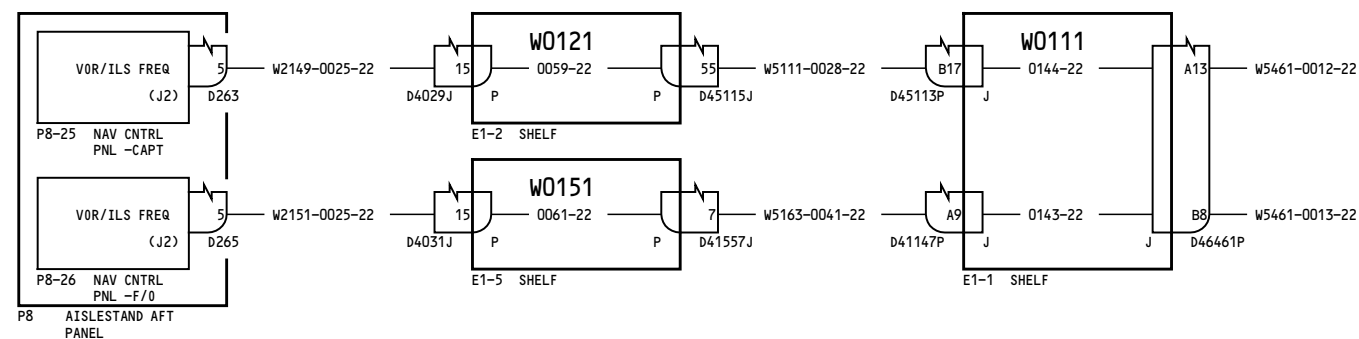 W0121
W0111
VOR/ILS FREQ 5 W2149-0025-22 15 0059-22 55 W5111-0028-22 B17 0144-22 A13 W5461-0012-22
(J2) D263 D4029J P P D45115J D45113P J
P8-25 NAV CNTRL
PNL -CAPT
E1-2 SHELF
W0151
VOR/ILS FREQ 5 W2151-0025-22 15 0061-22 7 W5163-0041-22 A9 0143-22 B8 W5461-0013-22
(J2) D265 D4031J P P D41557J D41147P J J D46461P
P8-26 NAV CNTRL
PNL -F/O
E1-5 SHELF
E1-1 SHELF
P8 AISLESTAND AFT
PANEL